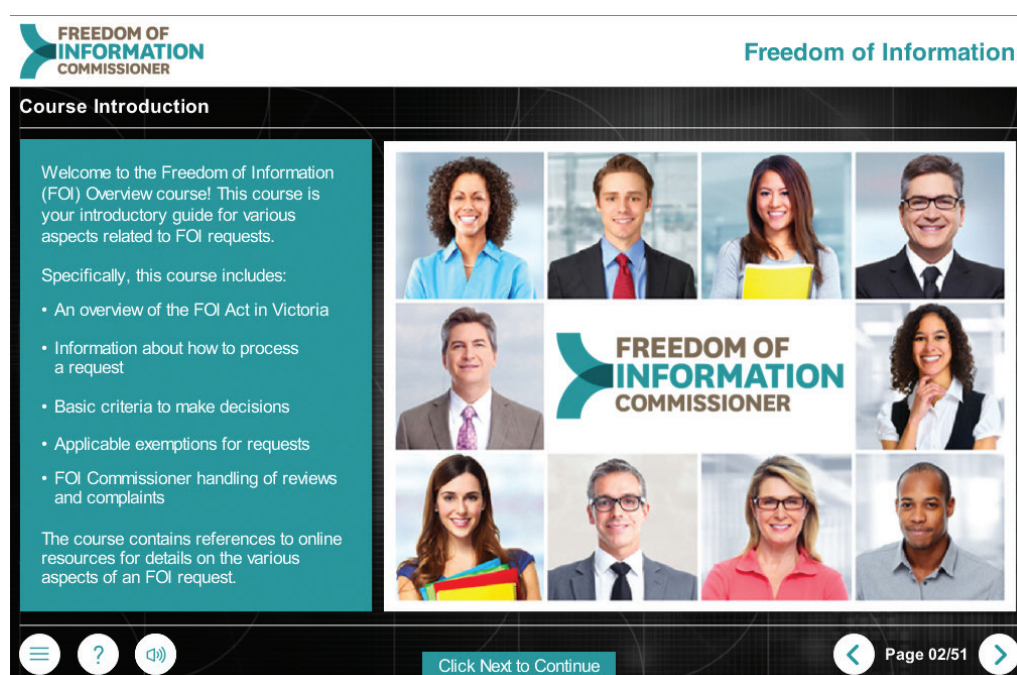 FREEDOM OF
INFORMATION
COMMISSIONER
Freedom of Information
Course Introduction
Welcome to the Freedom of Information
(FOI) Overview course! This course is
your introductory guide for various
aspects related to FOI requests.
Specifically, this course includes:
• An overview of the FOI Act in Victoria
• Information about how to process
a request
• Basic criteria to make decisions
• Applicable exemptions for requests
• FOI Commissioner handling of reviews
and complaints
The course contains references to online
resources for details on the various
aspects of an FOI request.
FREEDOM OF
INFORMATION
COMMISSIONER
?
Click Next to Continue
Page 02/51